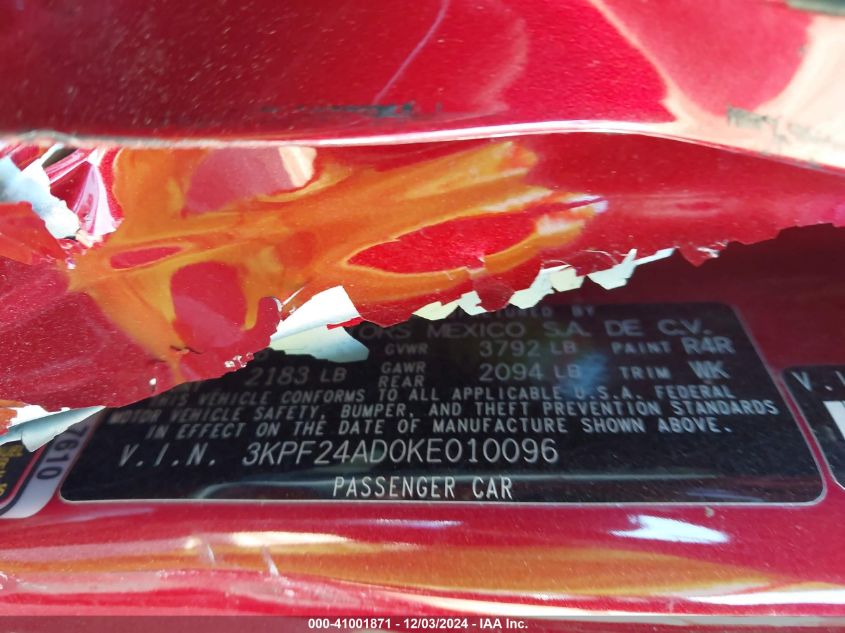 MEXICO S.A. DE C.V.
GVWR 3792 LB PAINT R4R
2183 LB GAWR REAR 2094 LB TRIM WK
THIS VEHICLE CONFORMS TO ALL APPLICABLE U.S.A. FEDERAL
MOTOR VEHICLE SAFETY, BUMPER, AND THEFT PREVENTION STANDARDS
IN EFFECT ON THE DATE OF MANUFACTURE SHOWN ABOVE.
V.I.N. 3KPF24AD0KE010096
PASSENGER CAR
V.I
7610
000-41001871 - 12/03/2024 - IAA Inc.